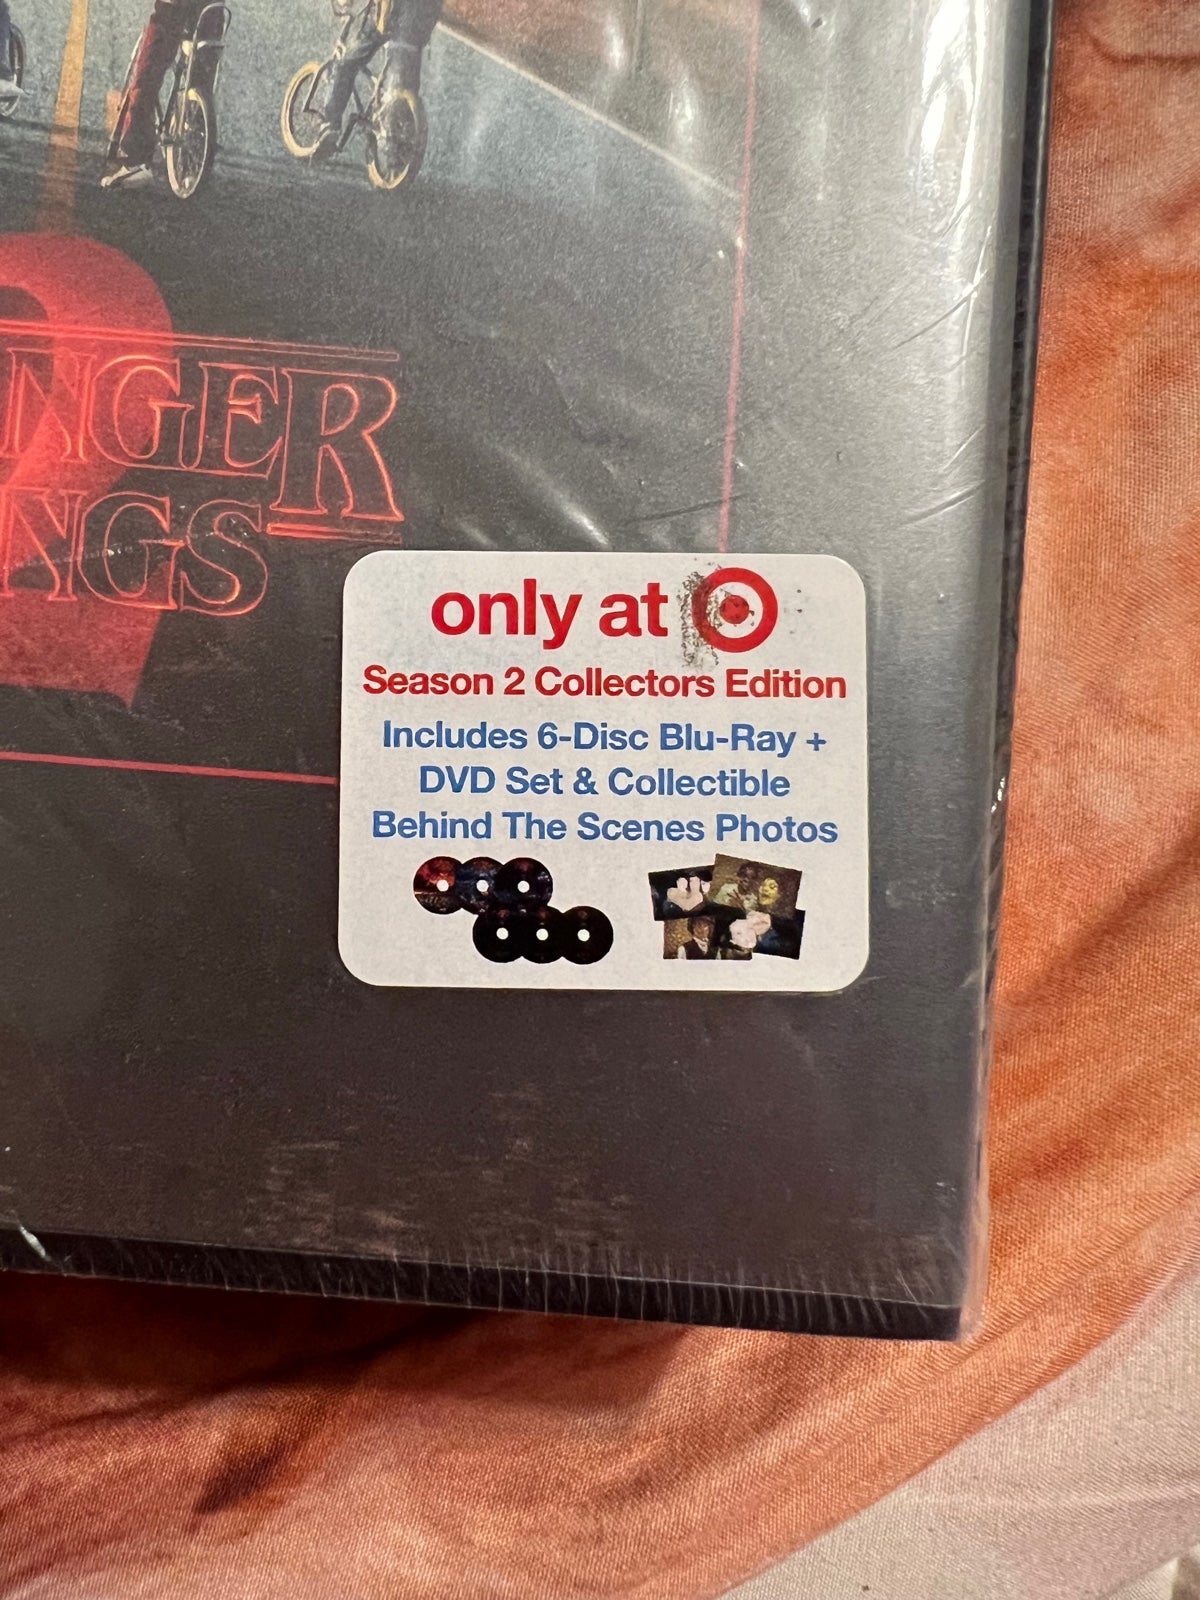 NGER
NGS
only at
Season 2 Collectors Edition
Includes 6-Disc Blu-Ray +
DVD Set & Collectible
Behind The Scenes Photos